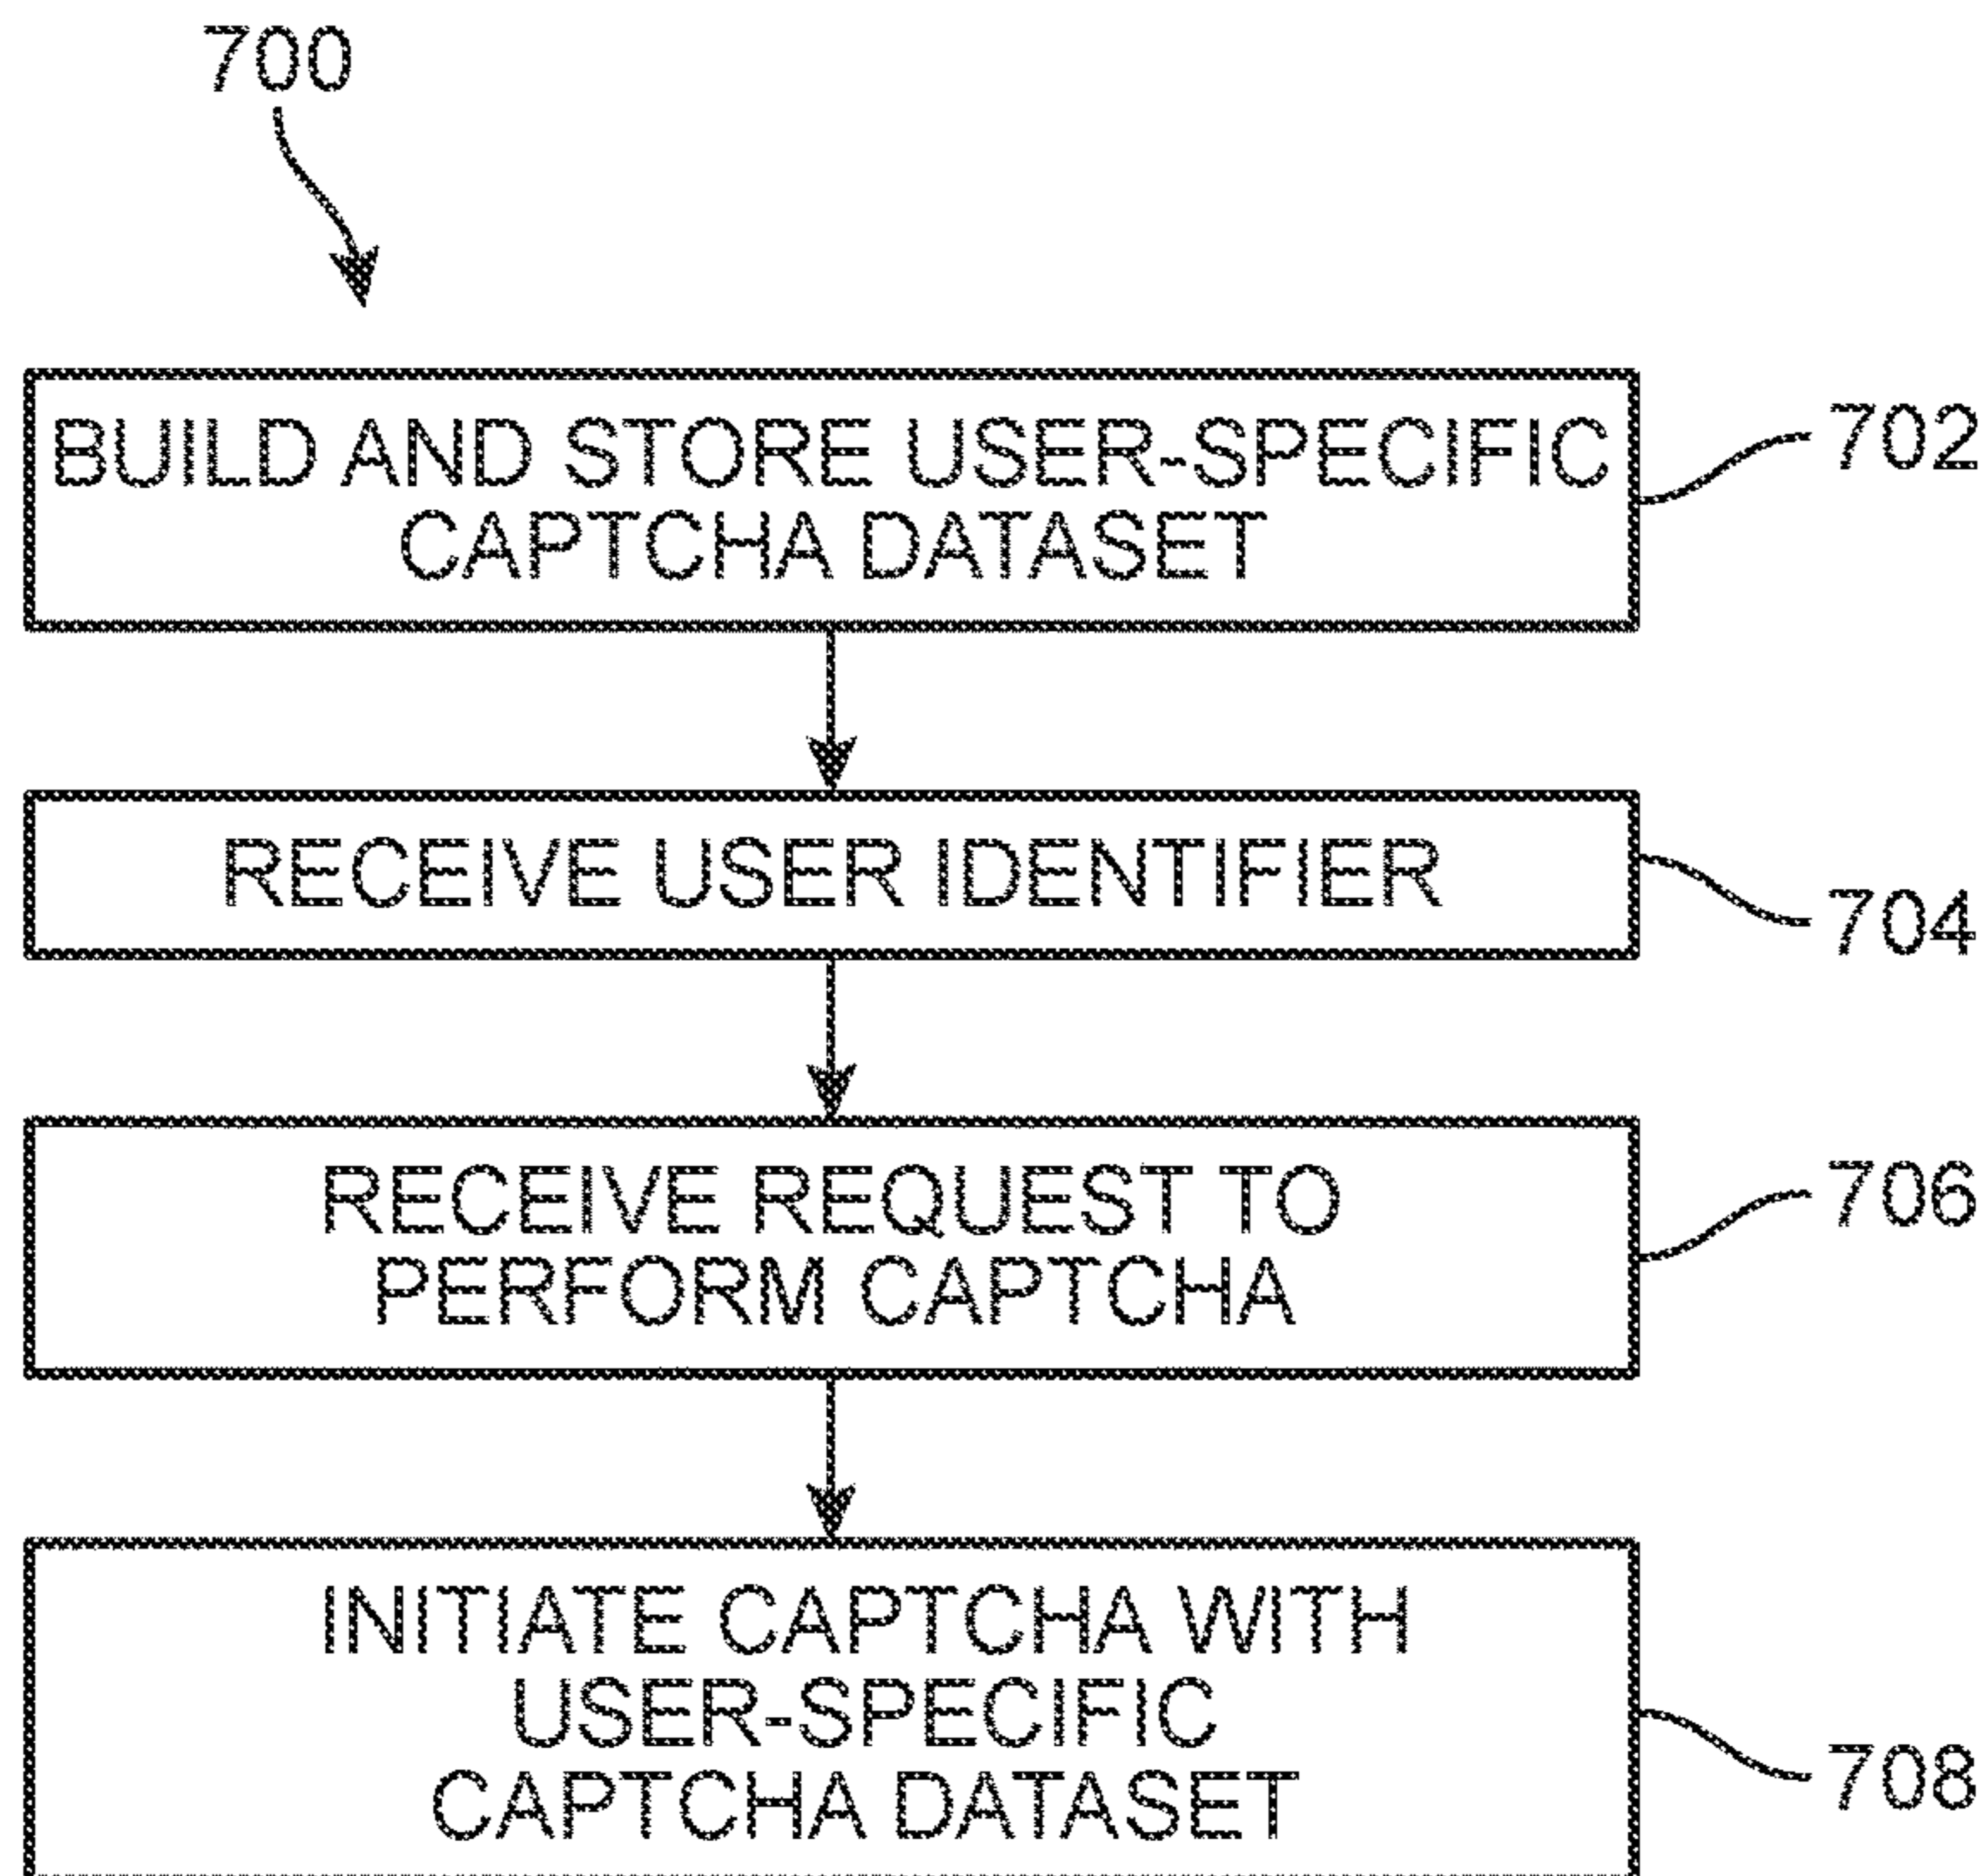 700
BUILD AND STORE USER-SPECIFIC
CAPTCHA DATASET
702
RECEIVE USER IDENTIFIER
704
RECEIVE REQUEST TO
PERFORM CAPTCHA
706
INITIATE CAPTCHA WITH
USER-SPECIFIC
CAPTCHA DATASET
708